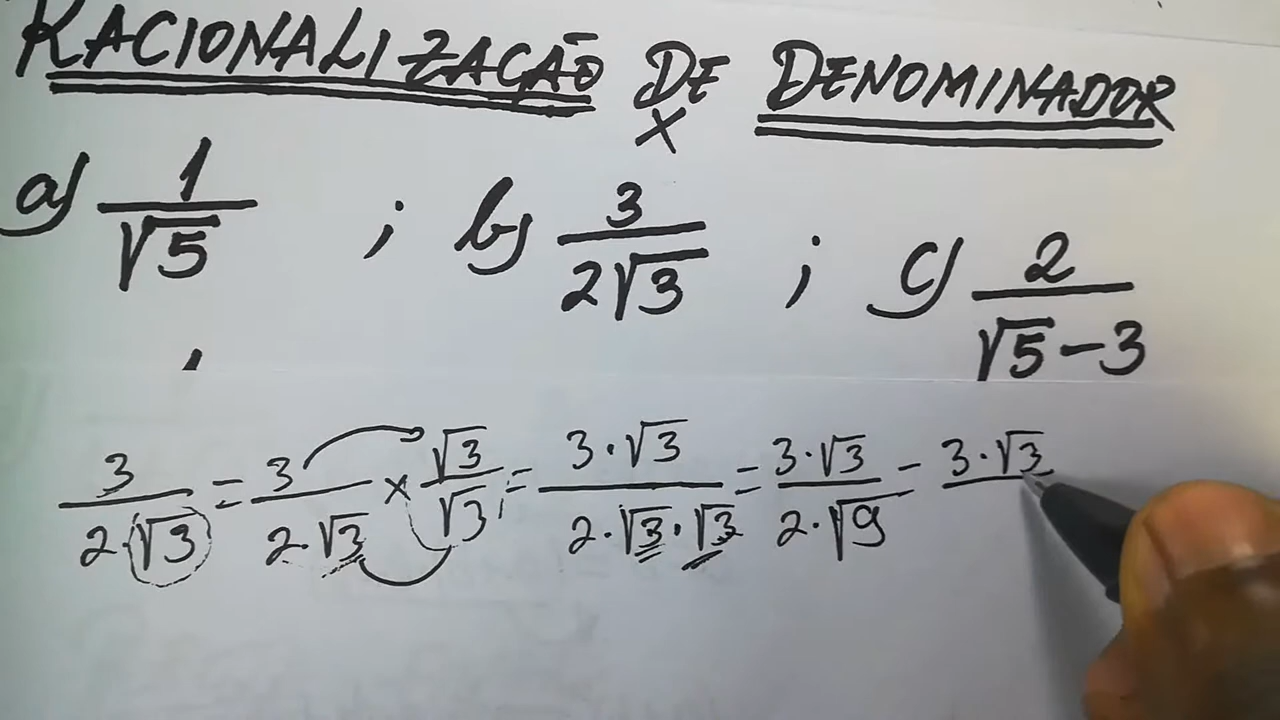 RACIONALIZAÇÃO DE DENOMINADOR
x
a) 1/√5 ; b) 3/2√3 ; c) 2/√5-3
3/2√3 = 3/2·√3 × √3/√3 = 3·√3/2·√3·√3 = 3·√3/2·√9 - 3·√3